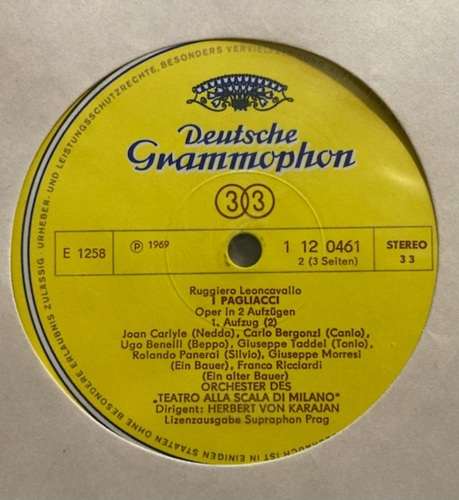 URHEBER- UND LEISTUNGSSCHUTZRECHTE, BESONDERS
Deutsche
Grammophon
33
E 1258
Ⓟ 1969
1 12 0461
2 (3 Seiten)
STEREO
33
Ruggiero Leoncavallo
I PAGLIACCI
Oper in 2 Aufzügen
1. Aufzug (2)
Joan Carlyle (Nedda), Carlo Bergonzi (Canio),
Ugo Benelli (Beppo), Giuseppe Taddei (Tonio),
Rolando Panerai (Silvio), Giuseppe Morresi
(Ein Bauer), Franco Ricciardi
(Ein alter Bauer)
ORCHESTER DES
„TEATRO ALLA SCALA DI MILANO"
Dirigent: HERBERT VON KARAJAN
Lizenzausgabe Supraphon Prag
IST IN EINIGEN STAATEN OHNE BESONDERE ERLAUBNIS ZULÄSSIG